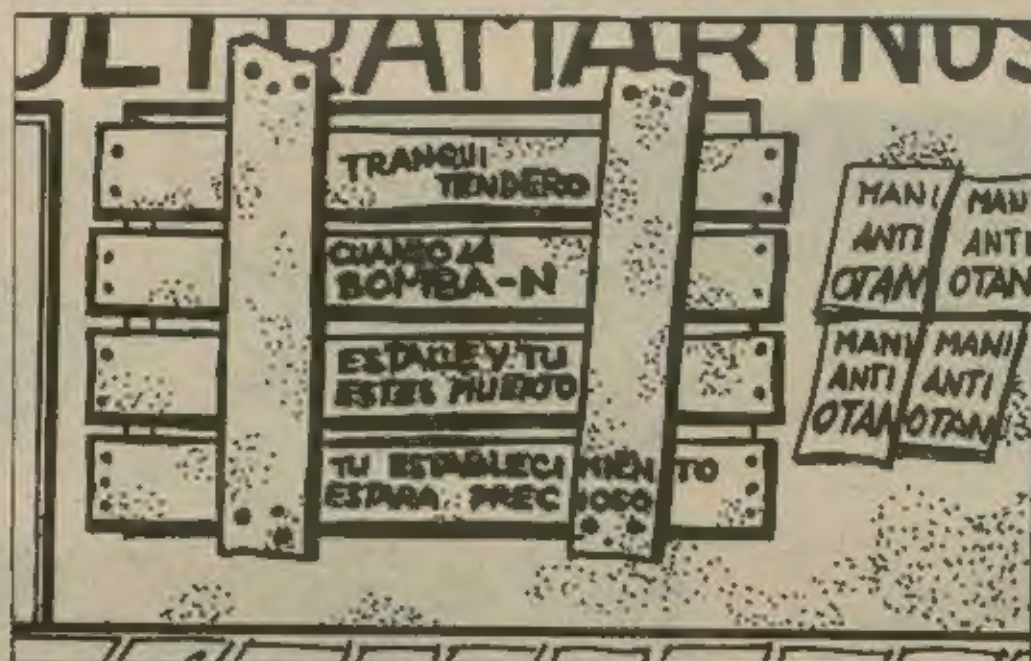 ULTRAMARINOS
TRANQUI
TENDERO
CUANDO LA
BOMBA-N
ESTALLE Y TU
ESTES MUERTO
TU ESTABLECIMIENTO
ESTARA PRECIOSO
MANI
ANTI
OTAN
MANI
ANTI
OTAN
MANI
ANTI
OTAN
MANI
ANTI
OTAN